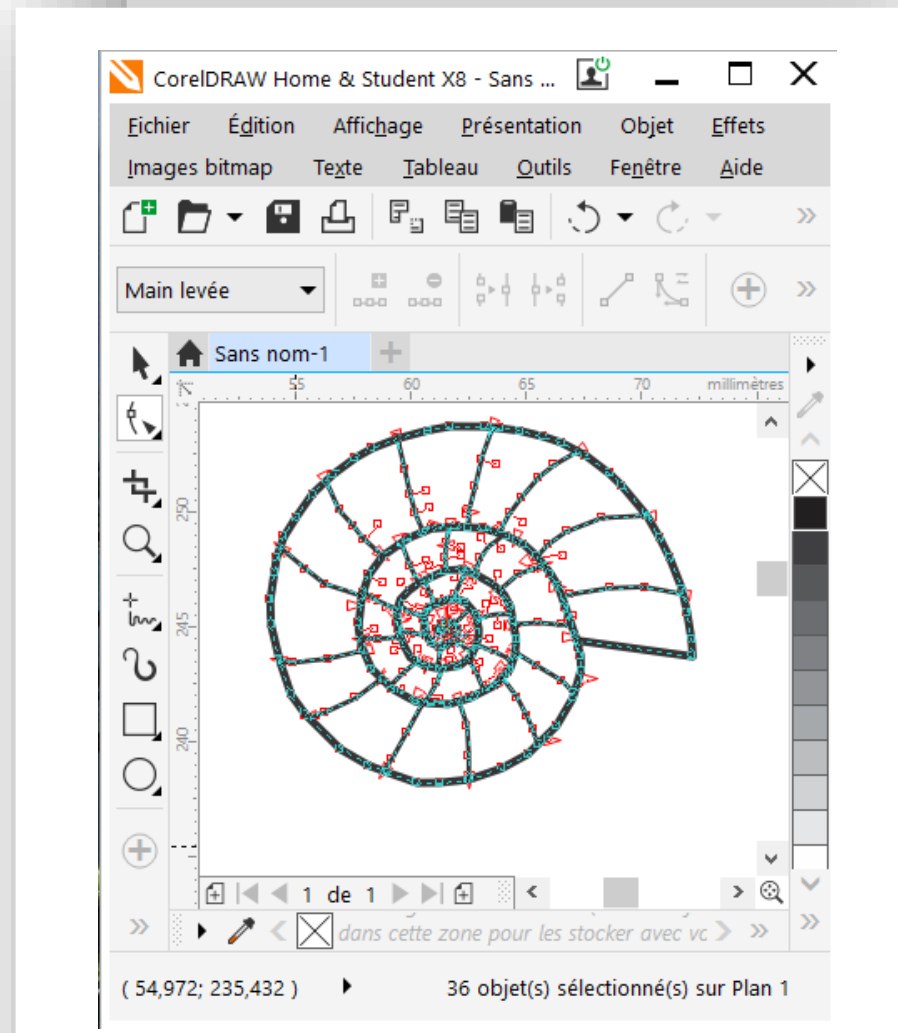 CorelDRAW Home & Student X8 - Sans ...
Fichier Édition Affichage Présentation Objet Effets
Images bitmap Texte Tableau Outils Fenêtre Aide
Main levée
Sans nom-1
55 60 65 70 millimètres
250
245
240
1 de 1
dans cette zone pour les stocker avec vo
( 54,972; 235,432 ) 36 objet(s) sélectionné(s) sur Plan 1